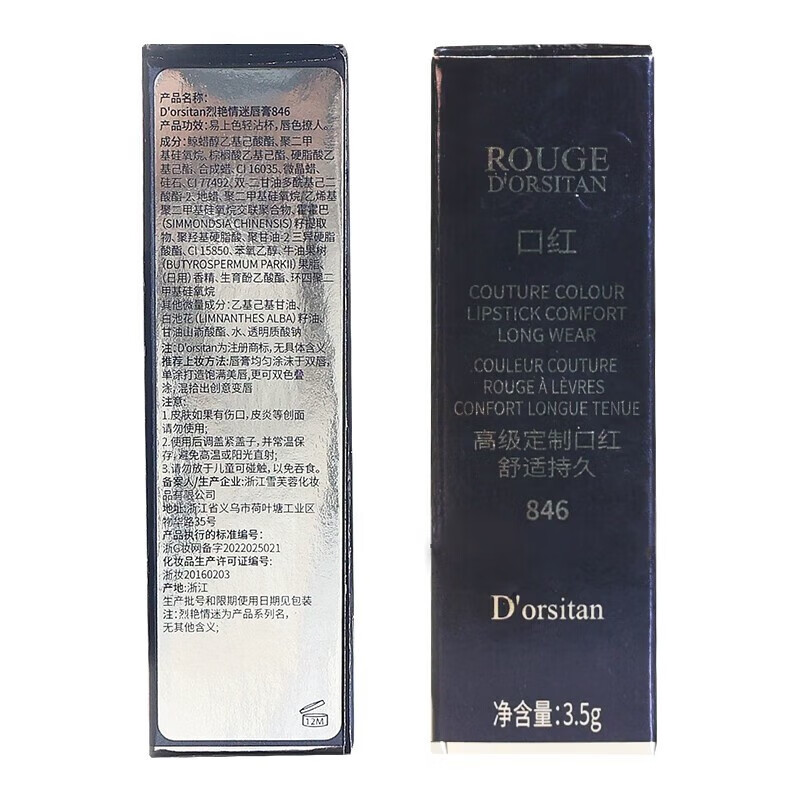 产品名称：
D'orsitan烈艳情迷唇膏846
产品功效：易上色轻沾杯，唇色撩人。
成分：鲸蜡醇乙基己酸酯、聚二甲
基硅氧烷、棕榈酸乙基己酯、硬脂酸乙
基己酯、合成蜡、CI 16035、微晶蜡、
硅石、CI 77492、双-二甘油多酰基己二
酸酯-2、地蜡、聚二甲基硅氧烷/乙烯基
聚二甲基硅氧烷交联聚合物、霍霍巴
(SIMMONDSIA CHINENSIS) 籽提取
物、聚羟基硬脂酸、聚甘油-2 三异硬脂
酸酯、CI 15850、苯氧乙醇、牛油果树
(BUTYROSPERMUM PARKII) 果脂、
(日用) 香精、生育酚乙酸酯、环四聚二
甲基硅氧烷
其他微量成分：乙基己基甘油、
白池花 (LIMNANTHES ALBA) 籽油、
甘油山嵛酸酯、水、透明质酸钠
注：D'orsitan为注册商标，无具体含义
推荐上妆方法：唇膏均匀涂沫于双唇，
单涂打造饱满美唇，更可双色叠
涂，混拾出创意变唇
注意：
1.皮肤如果有伤口，皮炎等创面
请勿使用；
2.使用后调盖紧盖子，并常温保
存，避免高温或阳光直射；
3.请勿放于儿童可碰触，以免吞食。
备案人/生产企业：浙江雪芙蓉化妆
品有限公司
地址：浙江省义乌市荷叶塘工业区
物华路35号
产品执行的标准编号：
浙G妆网备字2022025021
化妆品生产许可证编号：
浙妆20160203
产地：浙江
生产批号和限期使用日期见包装
注：烈艳情迷为产品系列名，
无其他含义；
12M
ROUGE
D'ORSITAN
口红
COUTURE COLOUR
LIPSTICK COMFORT
LONG WEAR
COULEUR COUTURE
ROUGE À LÈVRES
CONFORT LONGUE TENUE
高级定制口红
舒适持久
846
D'orsitan
净含量：3.5g